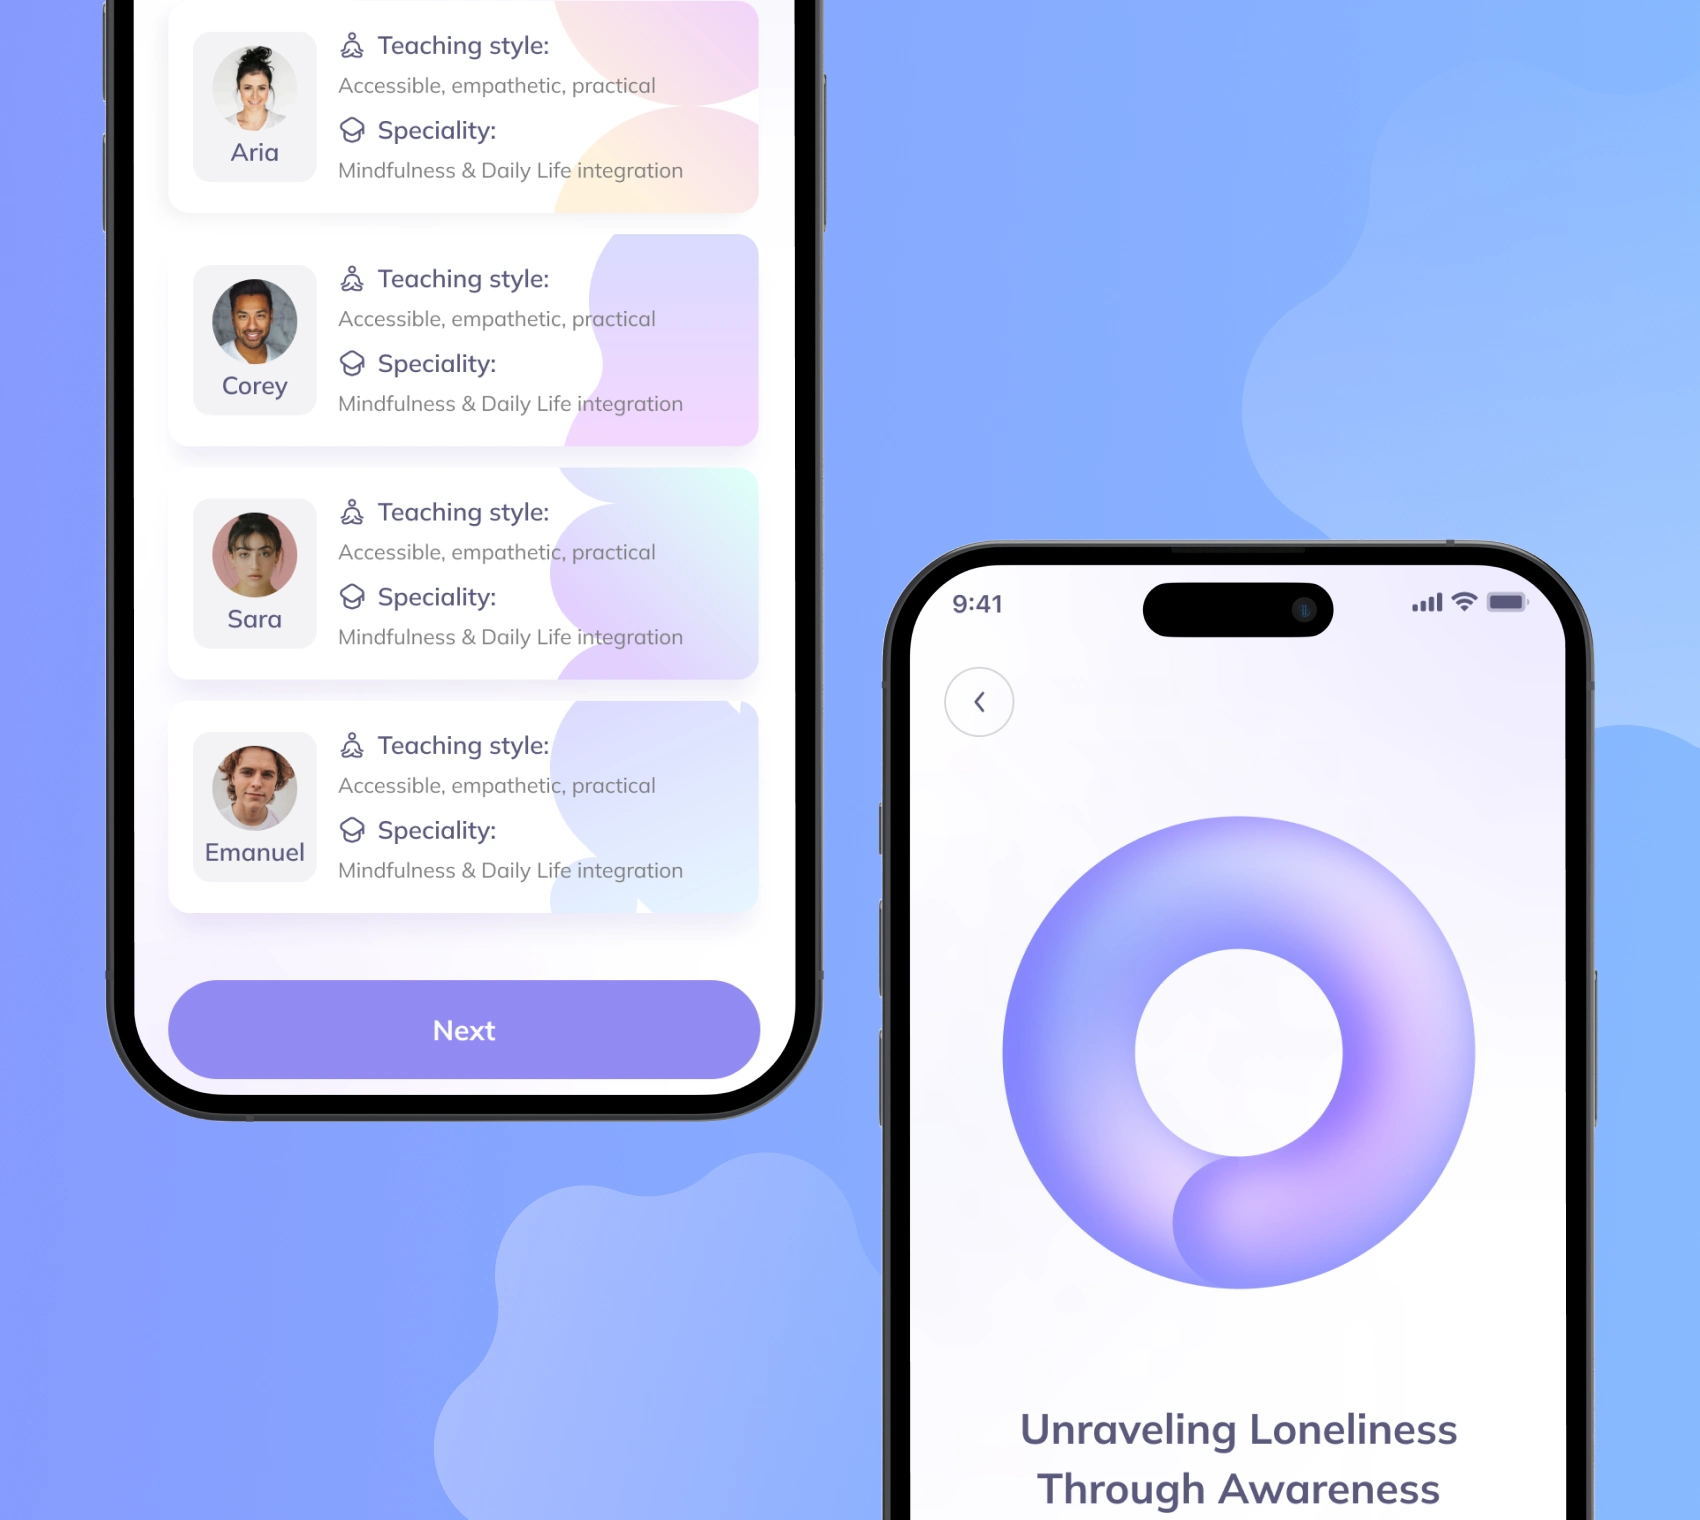 Teaching style:
Accessible, empathetic, practical
Speciality:
Mindfulness & Daily Life integration
Aria
Teaching style:
Accessible, empathetic, practical
Speciality:
Mindfulness & Daily Life integration
Corey
Teaching style:
Accessible, empathetic, practical
Speciality:
Mindfulness & Daily Life integration
Sara
Teaching style:
Accessible, empathetic, practical
Speciality:
Mindfulness & Daily Life integration
Emanuel
Next
9:41
Unraveling Loneliness
Through Awareness